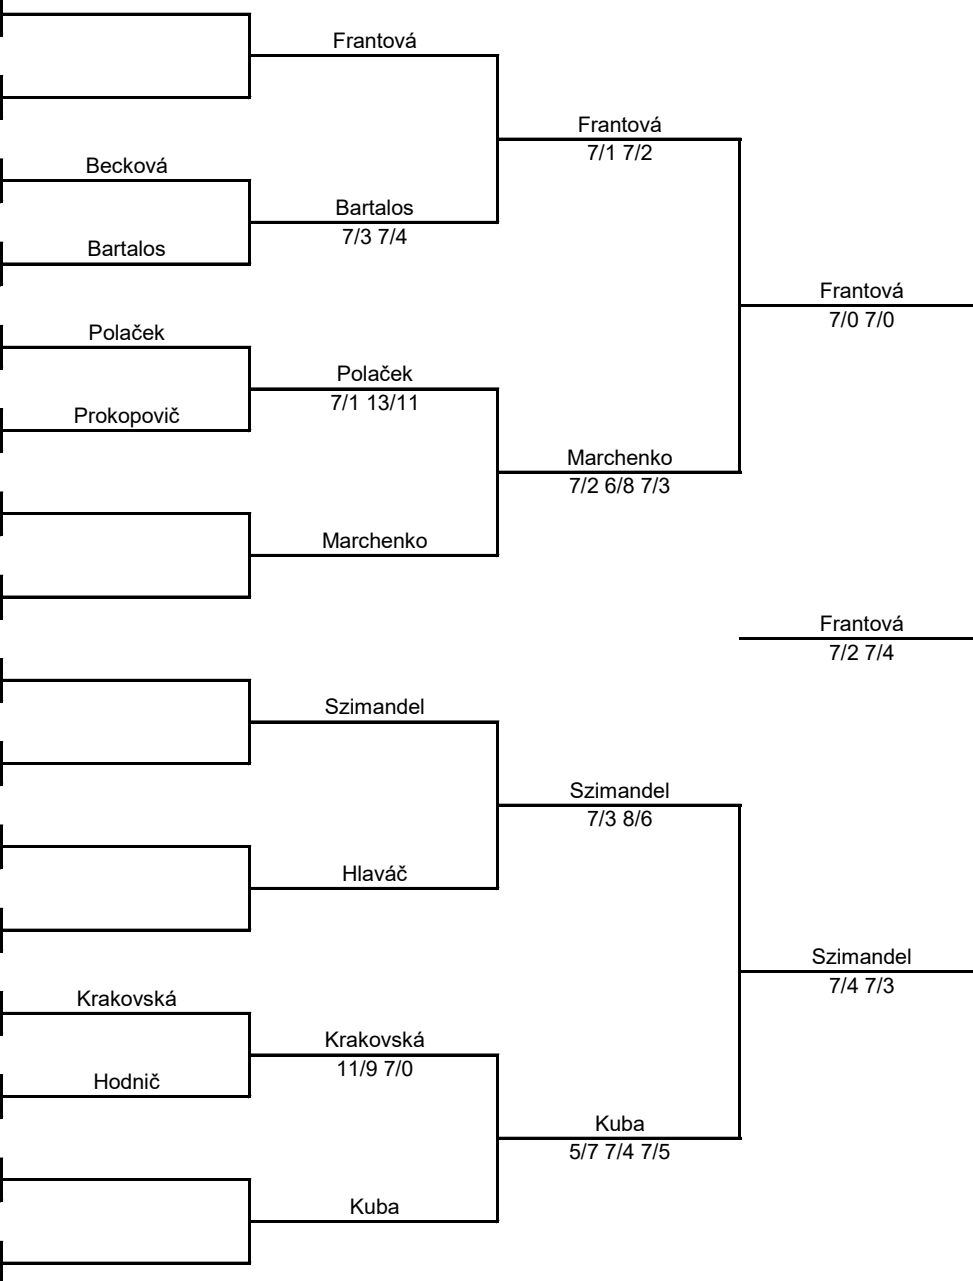 Frantová
Frantová
7/1 7/2
Becková
Bartalos
7/3 7/4
Bartalos
Frantová
7/0 7/0
Polaček
Polaček
7/1 13/11
Prokopovič
Marchenko
7/2 6/8 7/3
Marchenko
Frantová
7/2 7/4
Szimandel
Szimandel
7/3 8/6
Hlaváč
Szimandel
7/4 7/3
Krakovská
Krakovská
11/9 7/0
Hodnič
Kuba
5/7 7/4 7/5
Kuba